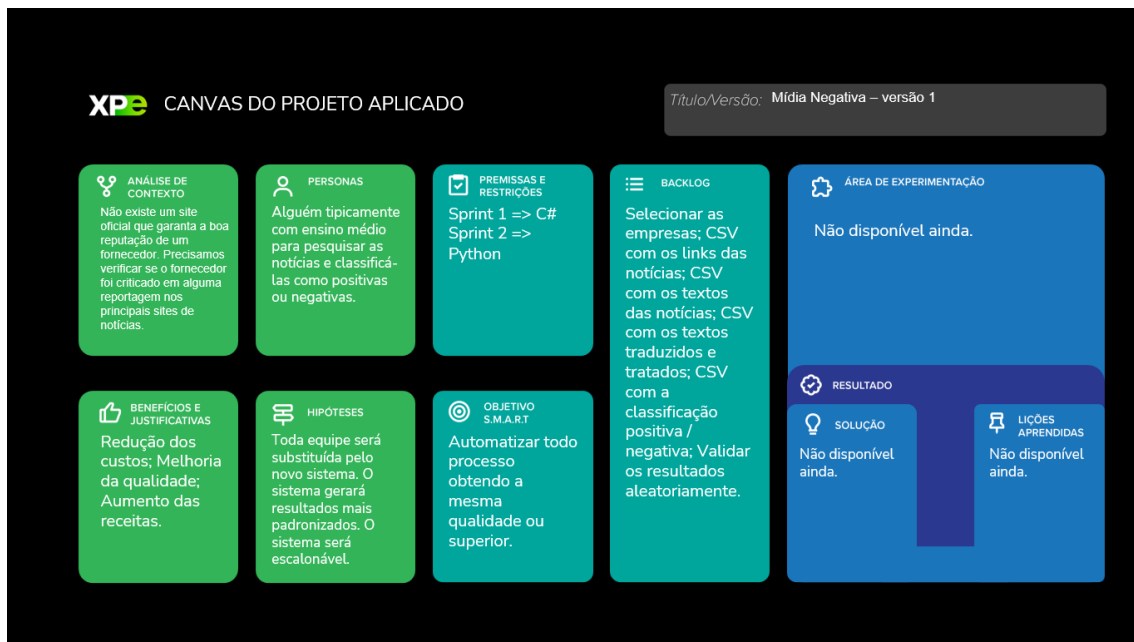 XPe CANVAS DO PROJETO APLICADO
Título/Versão: Mídia Negativa – versão 1
ANÁLISE DE
CONTEXTO
Não existe um site
oficial que garanta a boa
reputação de um
fornecedor. Precisamos
verificar se o fornecedor
foi criticado em alguma
reportagem nos
principais sites de
notícias.
PERSONAS
Alguém tipicamente
com ensino médio
para pesquisar as
notícias e classificá-
las como positivas
ou negativas.
PREMISSAS E
RESTRIÇÕES
Sprint 1 => C#
Sprint 2 =>
Python
BACKLOG
Selecionar as
empresas; CSV
com os links das
notícias; CSV
com os textos
das notícias; CSV
com os textos
traduzidos e
tratados; CSV
com a
classificação
positiva /
negativa; Validar
os resultados
aleatoriamente.
ÁREA DE EXPERIMENTAÇÃO
Não disponível ainda.
BENEFÍCIOS E
JUSTIFICATIVAS
Redução dos
custos; Melhoria
da qualidade;
Aumento das
receitas.
HIPÓTESES
Toda equipe será
substituída pelo
novo sistema. O
sistema gerará
resultados mais
padronizados. O
sistema será
escalonável.
OBJETIVO
S.M.A.R.T
Automatizar todo
processo
obtendo a
mesma
qualidade ou
superior.
RESULTADO
SOLUÇÃO
Não disponível
ainda.
LIÇÕES
APRENDIDAS
Não disponível
ainda.